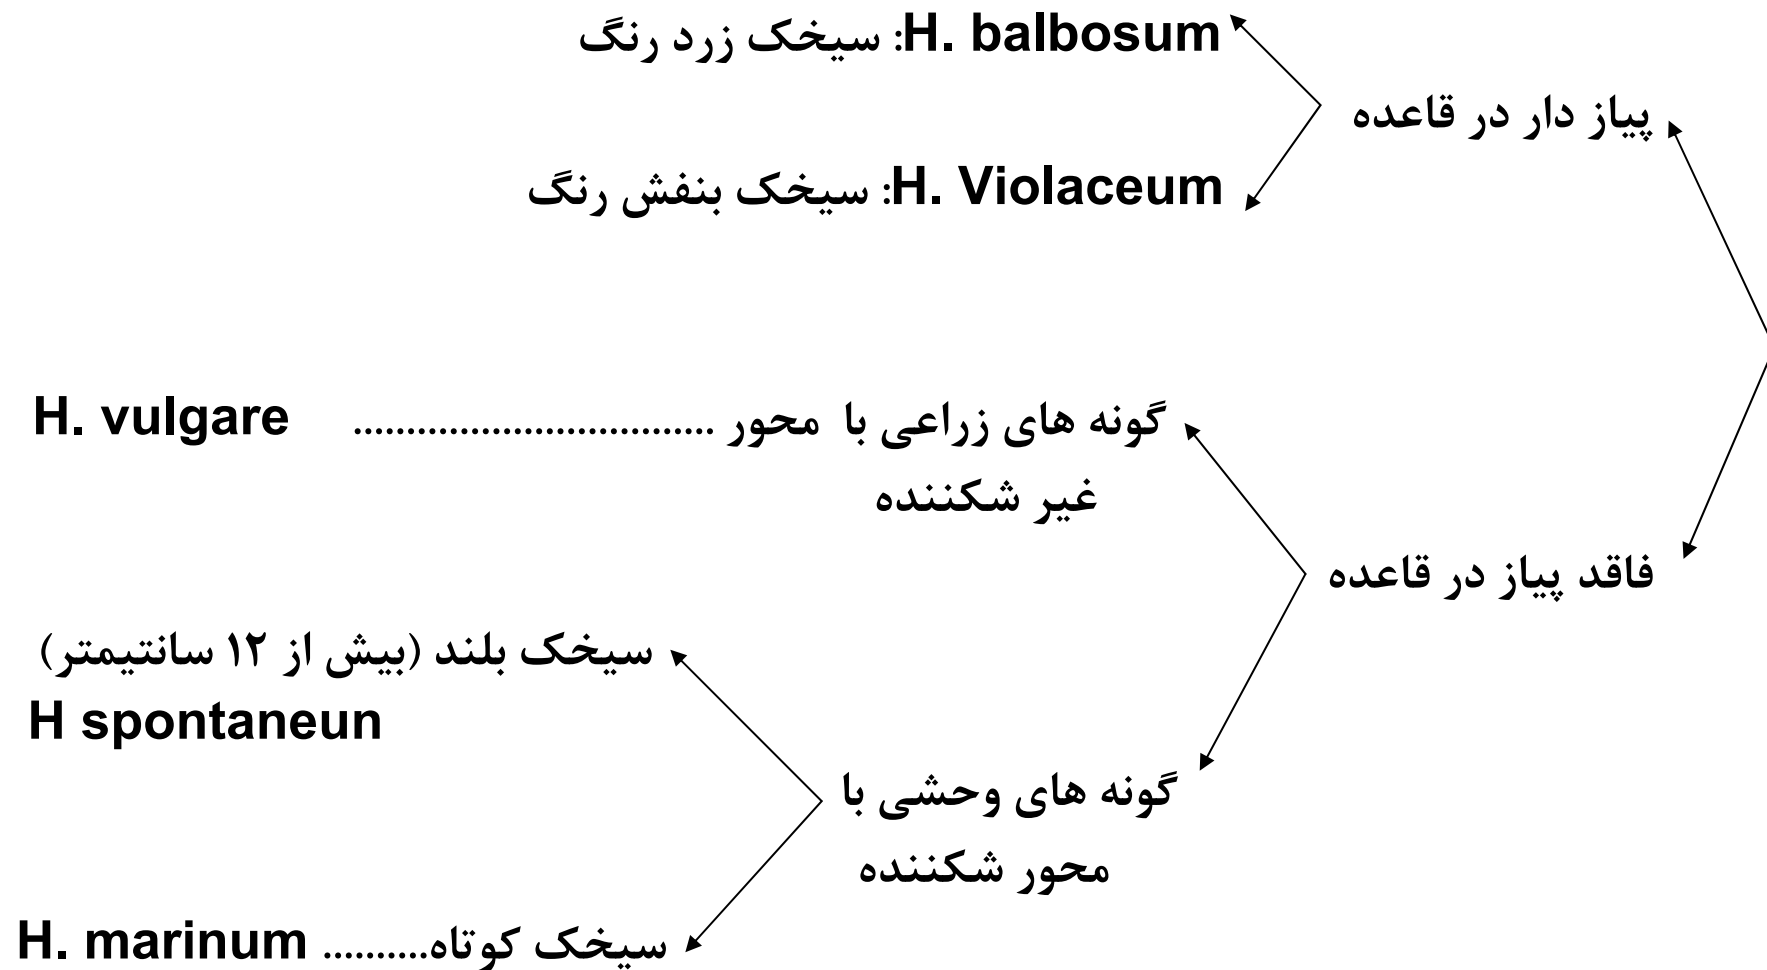 H. balbosum: سیخک زرد رنگ
پیاز دار در قاعده
H. Violaceum: سیخک بنفش رنگ
گونه های زراعی با محور .................................. H. vulgare
غیر شکننده
فاقد پیاز در قاعده
سیخک بلند (بیش از ۱۲ سانتیمتر)
H spontaneun
گونه های وحشی با
محور شکننده
سیخک کوتاه.......... H. marinum